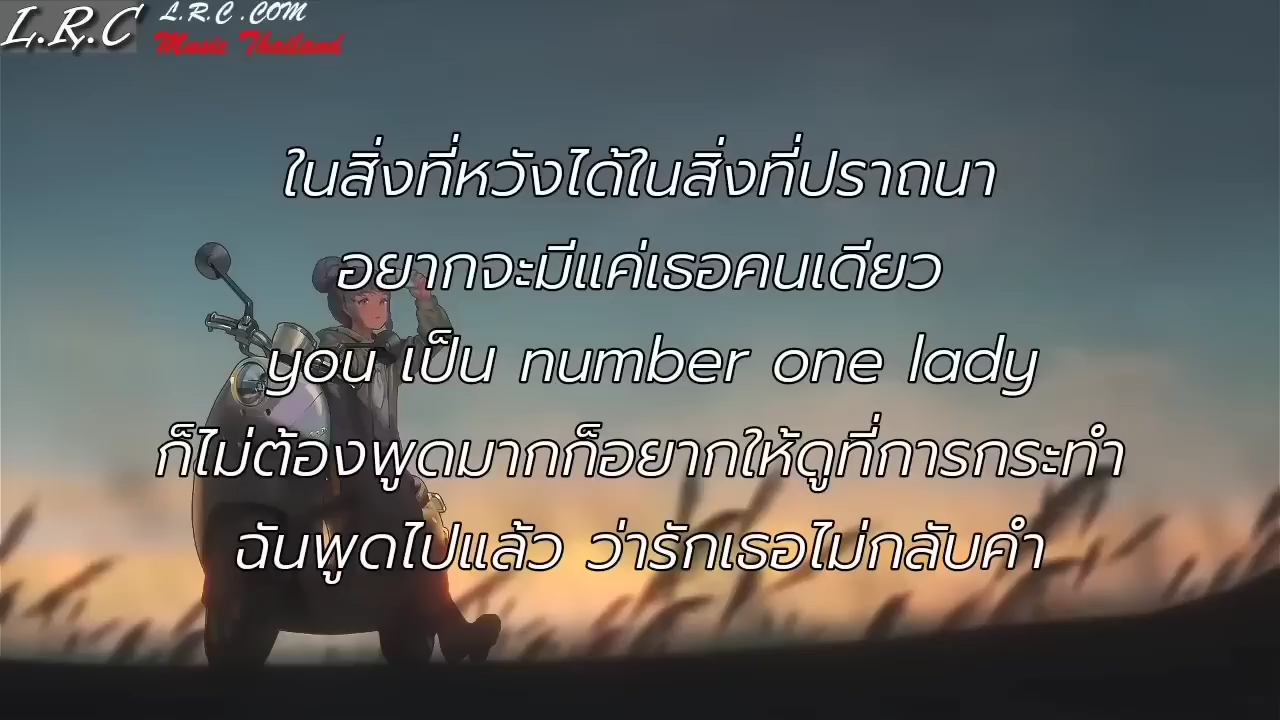 L.R.C
L.R.C .COM
Music Thailand
ในสิ่งที่หวังได้ในสิ่งที่ปราถนา
อยากจะมีแค่เธอคนเดียว
you เป็น number one lady
ก็ไม่ต้องพูดมากก็อยากให้ดูที่การกระทำ
ฉันพูดไปแล้ว ว่ารักเธอไม่กลับคำ